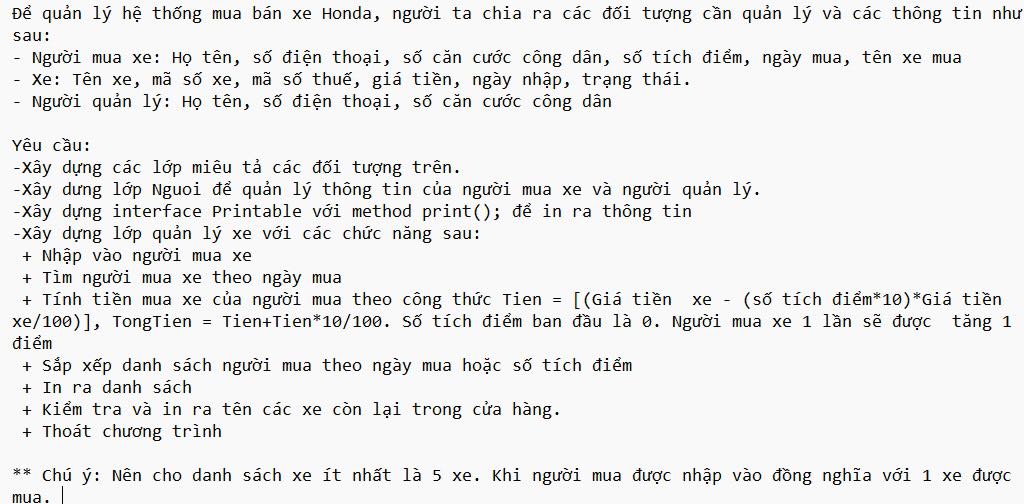 Để quản lý hệ thống mua bán xe Honda, người ta chia ra các đối tượng cần quản lý và các thông tin như
sau:
- Người mua xe: Họ tên, số điện thoại, số căn cước công dân, số tích điểm, ngày mua, tên xe mua
- Xe: Tên xe, mã số xe, mã số thuế, giá tiền, ngày nhập, trạng thái.
- Người quản lý: Họ tên, số điện thoại, số căn cước công dân
Yêu cầu:
-Xây dựng các lớp miêu tả các đối tượng trên.
-Xây dưng lớp Nguoi để quản lý thông tin của người mua xe và người quản lý.
-Xây dựng interface Printable với method print(); để in ra thông tin
-Xây dựng lớp quản lý xe với các chức năng sau:
+ Nhập vào người mua xe
+ Tìm người mua xe theo ngày mua
+ Tính tiền mua xe của người mua theo công thức Tien = [(Giá tiền  xe - (số tích điểm*10)*Giá tiền
xe/100)], TongTien = Tien+Tien*10/100. Số tích điểm ban đầu là 0. Người mua xe 1 lần sẽ được  tăng 1
điểm
+ Sắp xếp danh sách người mua theo ngày mua hoặc số tích điểm
+ In ra danh sách
+ Kiểm tra và in ra tên các xe còn lại trong cửa hàng.
+ Thoát chương trình
** Chú ý: Nên cho danh sách xe ít nhất là 5 xe. Khi người mua được nhập vào đồng nghĩa với 1 xe được
mua.